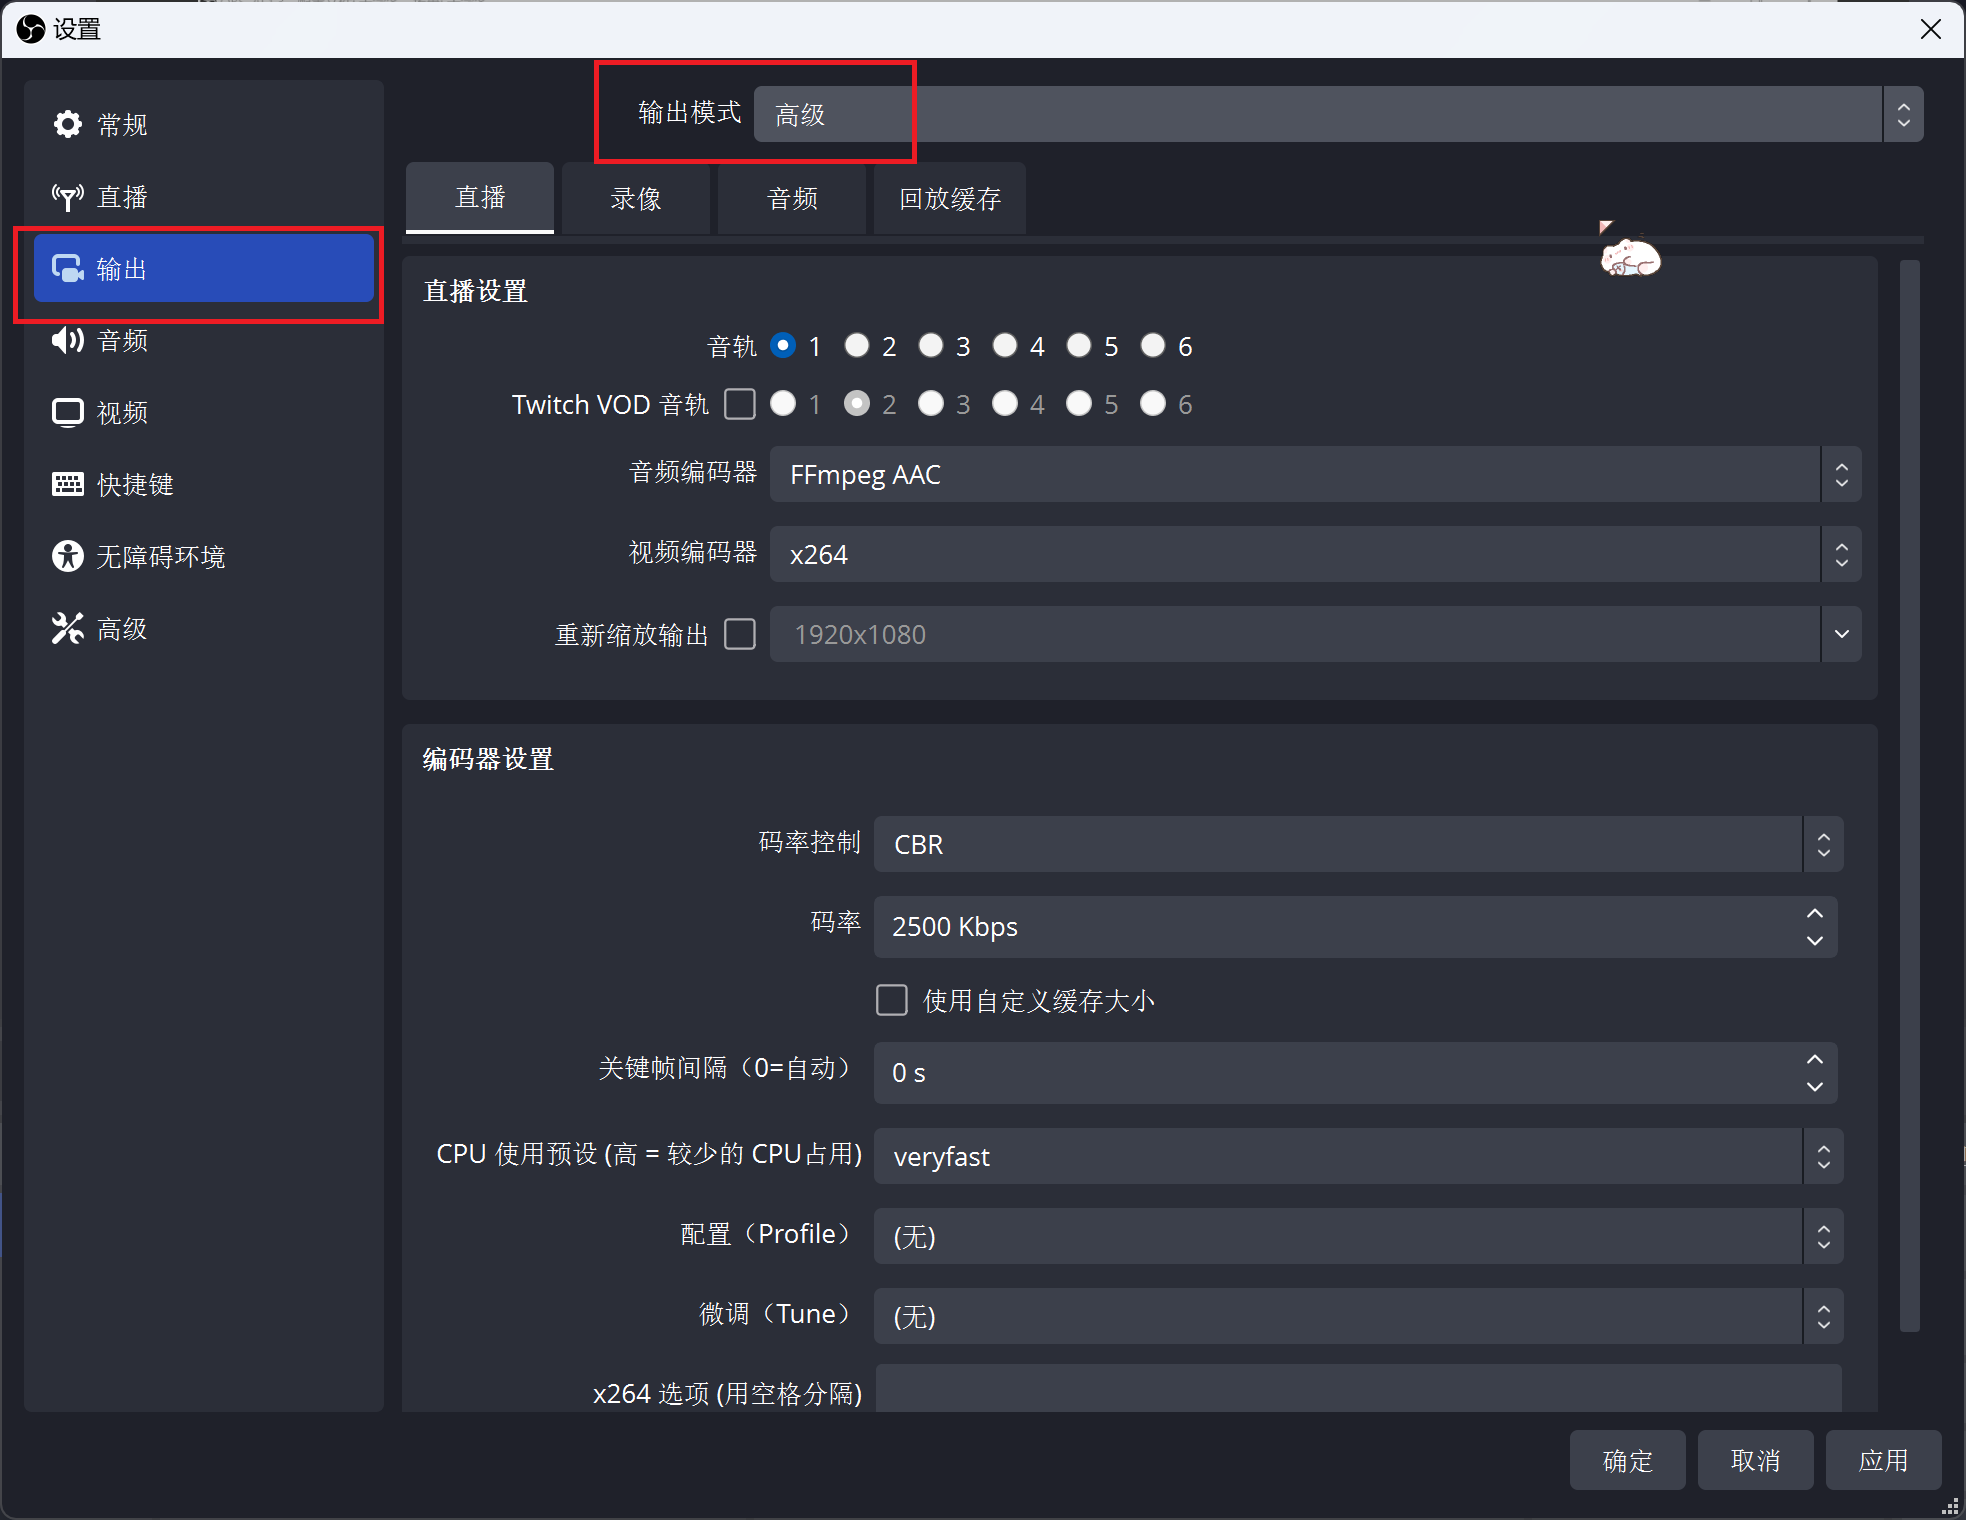 设置
常规
直播
输出
音频
视频
快捷键
无障碍环境
高级
输出模式 高级
直播 录像 音频 回放缓存
直播设置
音轨 1 2 3 4 5 6
Twitch VOD 音轨 1 2 3 4 5 6
音频编码器 FFmpeg AAC
视频编码器 x264
重新缩放输出 1920x1080
编码器设置
码率控制 CBR
码率 2500 Kbps
使用自定义缓存大小
关键帧间隔（0=自动） 0 s
CPU 使用预设 (高 = 较少的 CPU占用) veryfast
配置（Profile） (无)
微调（Tune） (无)
x264 选项 (用空格分隔)
确定 取消 应用